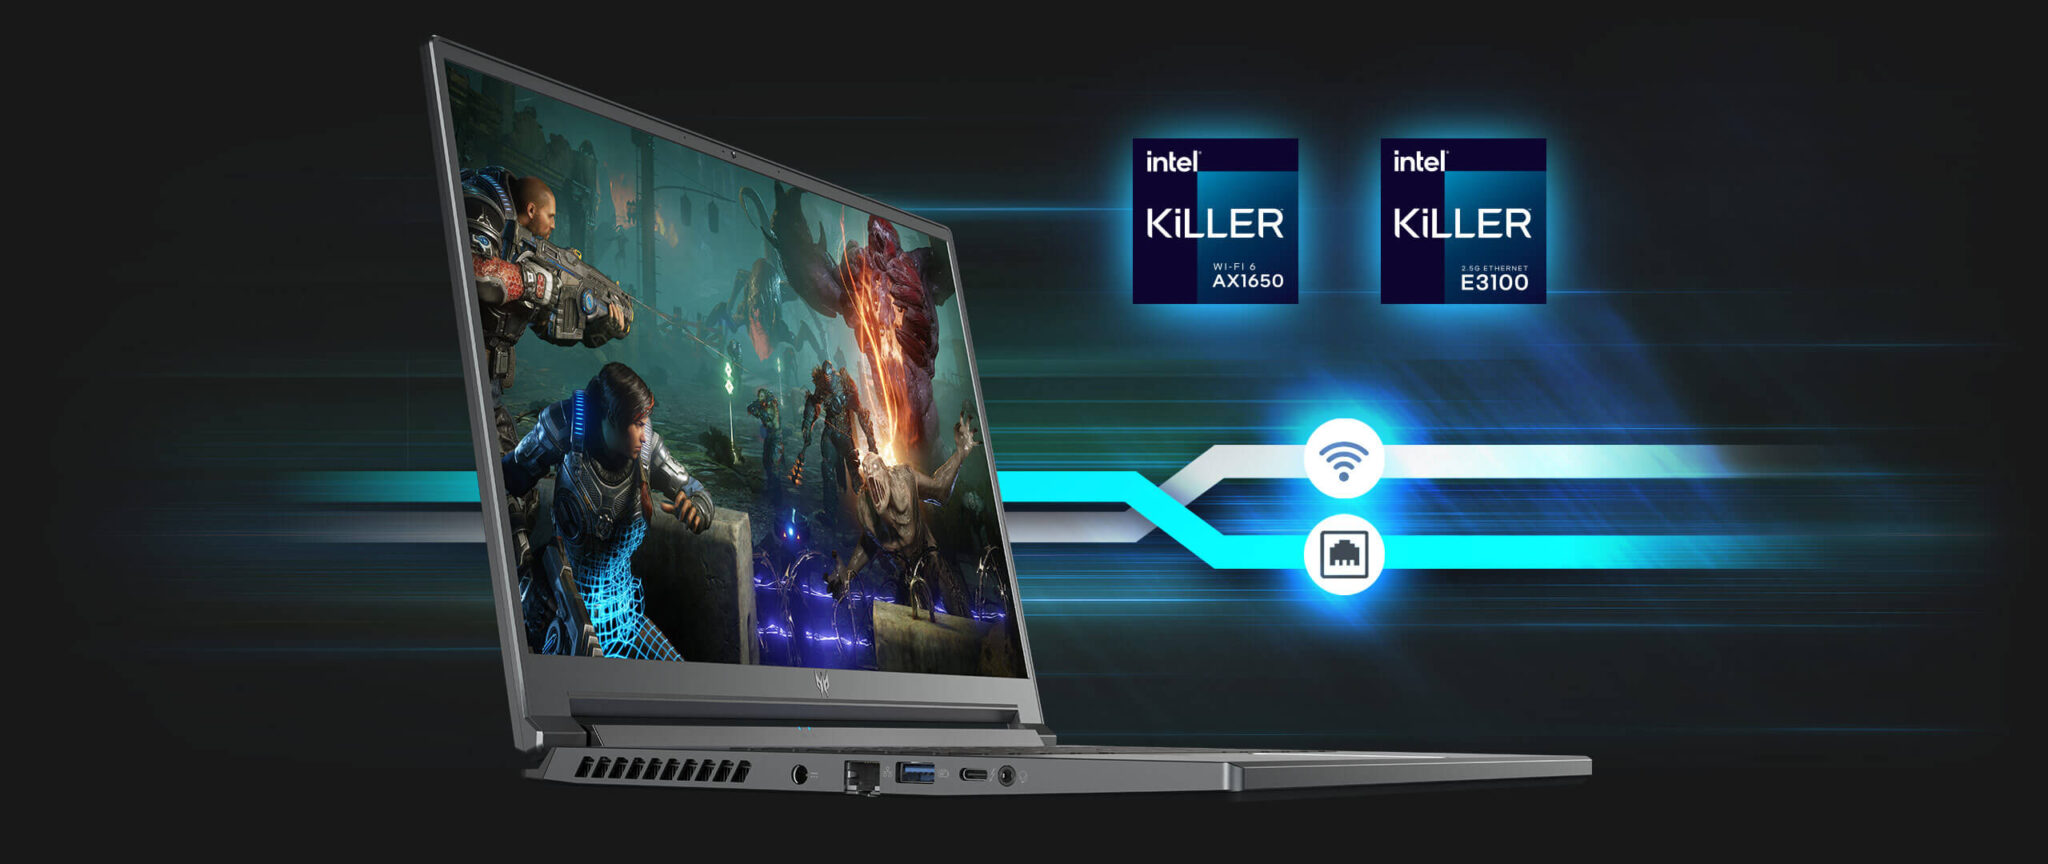 intel
KiLLER
WI-FI 6
AX1650
intel
KiLLER
2.5G ETHERNET
E3100